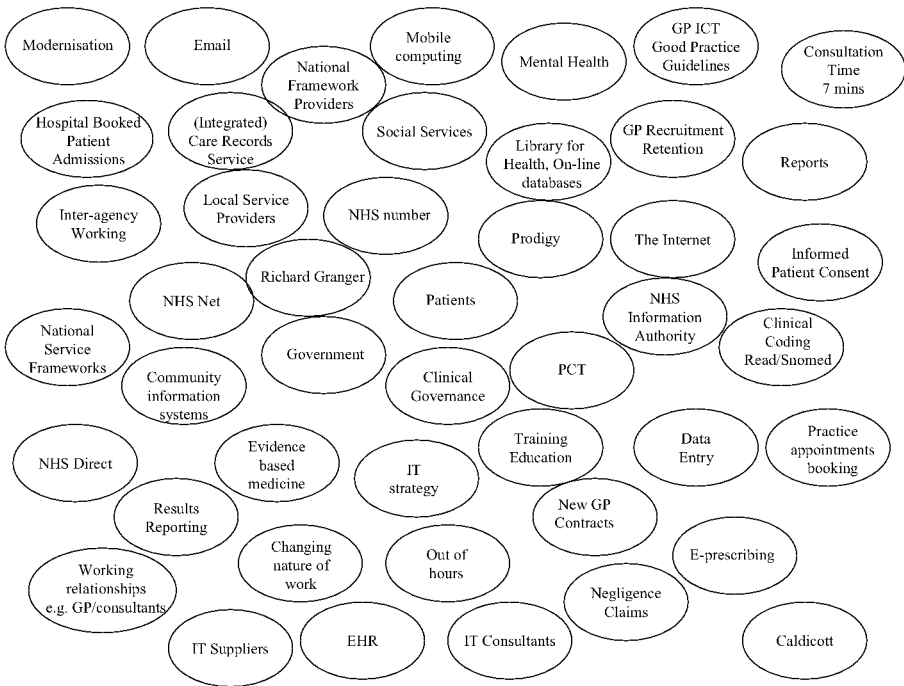 Modernisation
Email
Mobile
computing
National
Framework
Providers
Mental Health
GP ICT
Good Practice
Guidelines
Consultation
Time
7 mins
Hospital Booked
Patient
Admissions
(Integrated)
Care Records
Service
Social Services
Library for
Health, On-line
databases
GP Recruitment
Retention
Reports
Inter-agency
Working
Local Service
Providers
NHS number
Prodigy
The Internet
Informed
Patient Consent
NHS Net
Richard Granger
Patients
NHS
Information
Authority
National
Service
Frameworks
Government
Clinical
Coding
Read/Snomed
Community
information
systems
Clinical
Governance
PCT
NHS Direct
Evidence
based
medicine
IT
strategy
Training
Education
Data
Entry
Practice
appointments
booking
Results
Reporting
New GP
Contracts
Working
relationships
e.g. GP/consultants
Changing
nature of
work
Out of
hours
E-prescribing
Negligence
Claims
IT Suppliers
EHR
IT Consultants
Caldicott